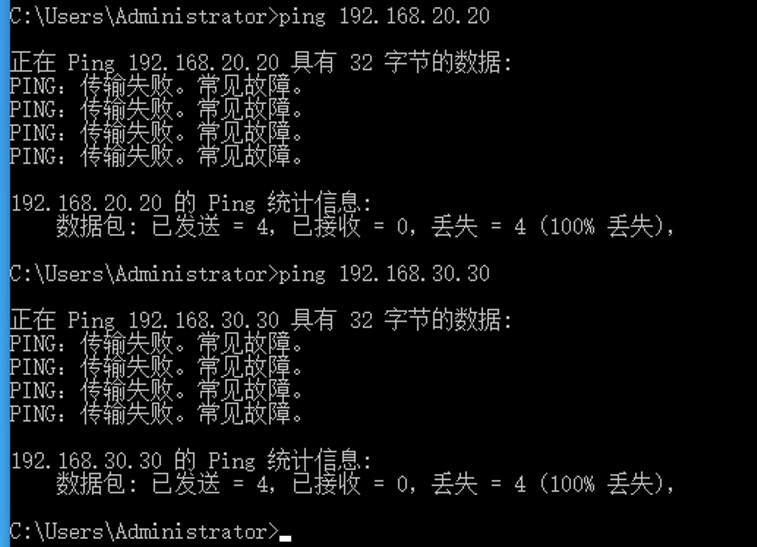 C:\Users\Administrator>ping 192.168.20.20
正在 Ping 192.168.20.20 具有 32 字节的数据:
PING: 传输失败。常见故障。
PING: 传输失败。常见故障。
PING: 传输失败。常见故障。
PING: 传输失败。常见故障。
192.168.20.20 的 Ping 统计信息:
数据包: 已发送 = 4, 已接收 = 0, 丢失 = 4 (100% 丢失),
C:\Users\Administrator>ping 192.168.30.30
正在 Ping 192.168.30.30 具有 32 字节的数据:
PING: 传输失败。常见故障。
PING: 传输失败。常见故障。
PING: 传输失败。常见故障。
PING: 传输失败。常见故障。
192.168.30.30 的 Ping 统计信息:
数据包: 已发送 = 4, 已接收 = 0, 丢失 = 4 (100% 丢失),
C:\Users\Administrator>